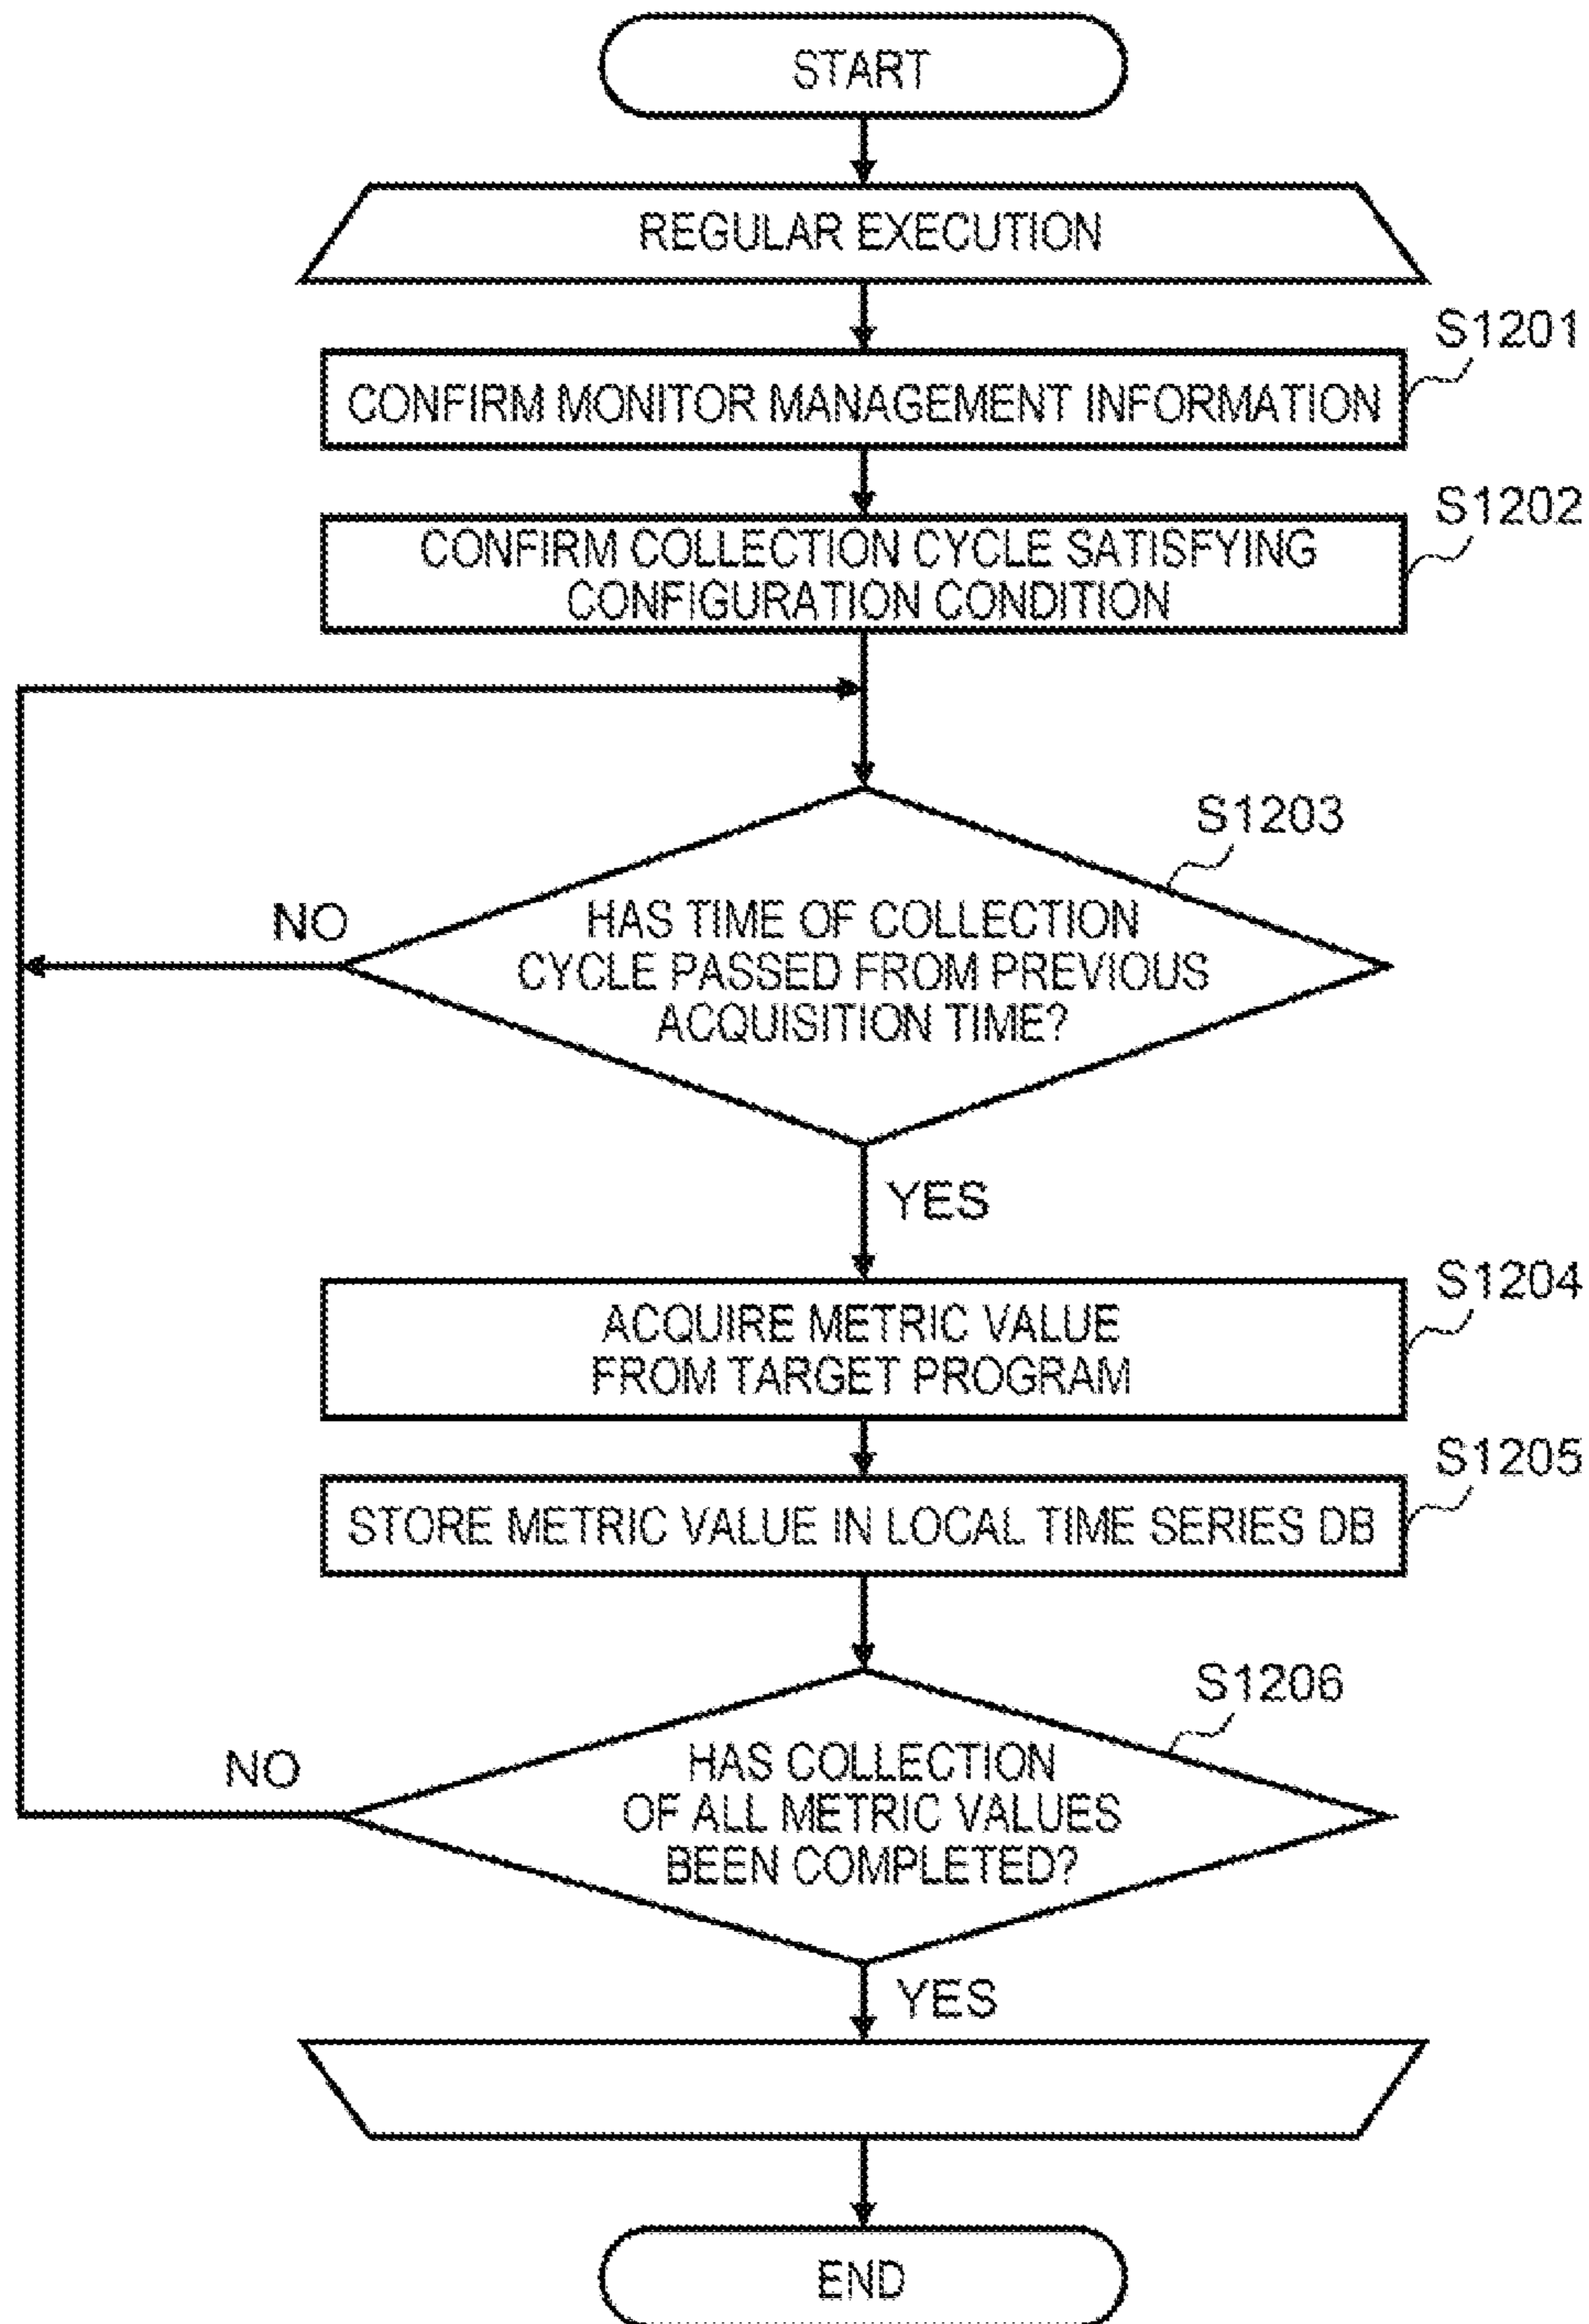 START
REGULAR EXECUTION
S1201
CONFIRM MONITOR MANAGEMENT INFORMATION
S1202
CONFIRM COLLECTION CYCLE SATISFYING
CONFIGURATION CONDITION
S1203
NO
HAS TIME OF COLLECTION
CYCLE PASSED FROM PREVIOUS
ACQUISITION TIME?
YES
S1204
ACQUIRE METRIC VALUE
FROM TARGET PROGRAM
S1205
STORE METRIC VALUE IN LOCAL TIME SERIES DB
S1206
NO
HAS COLLECTION
OF ALL METRIC VALUES
BEEN COMPLETED?
YES
END